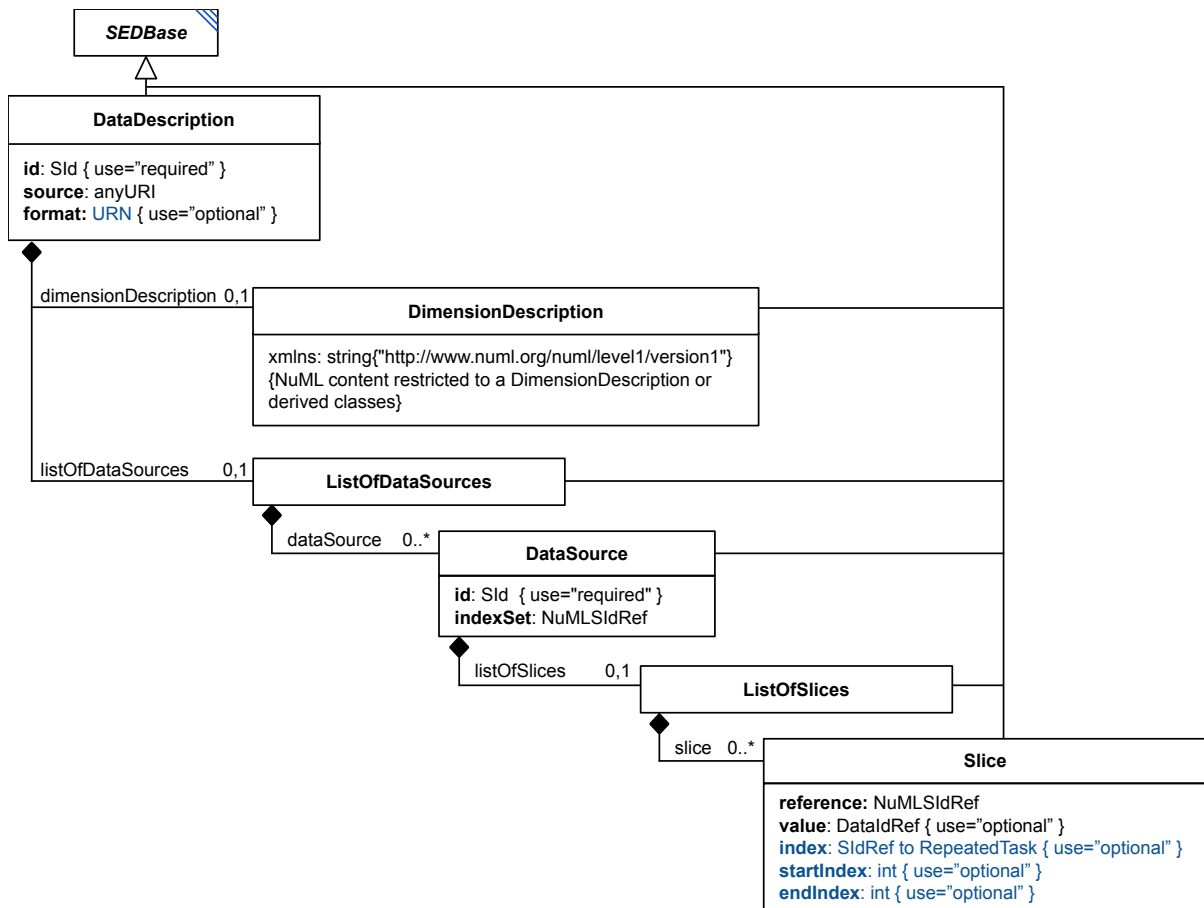 SEDBase
DataDescription
id: SId { use=”required” }
source: anyURI
format: URN { use=”optional” }
dimensionDescription 0,1
DimensionDescription
xmlns: string{"http://www.numl.org/numl/level1/version1"}
{NuML content restricted to a DimensionDescription or
derived classes}
listOfDataSources 0,1
ListOfDataSources
dataSource 0..*
DataSource
id: SId { use="required" }
indexSet: NuMLSIdRef
listOfSlices 0,1
ListOfSlices
slice 0..*
Slice
reference: NuMLSIdRef
value: DataIdRef { use=”optional” }
index: SIdRef to RepeatedTask { use=”optional” }
startIndex: int { use=”optional” }
endIndex: int { use=”optional” }